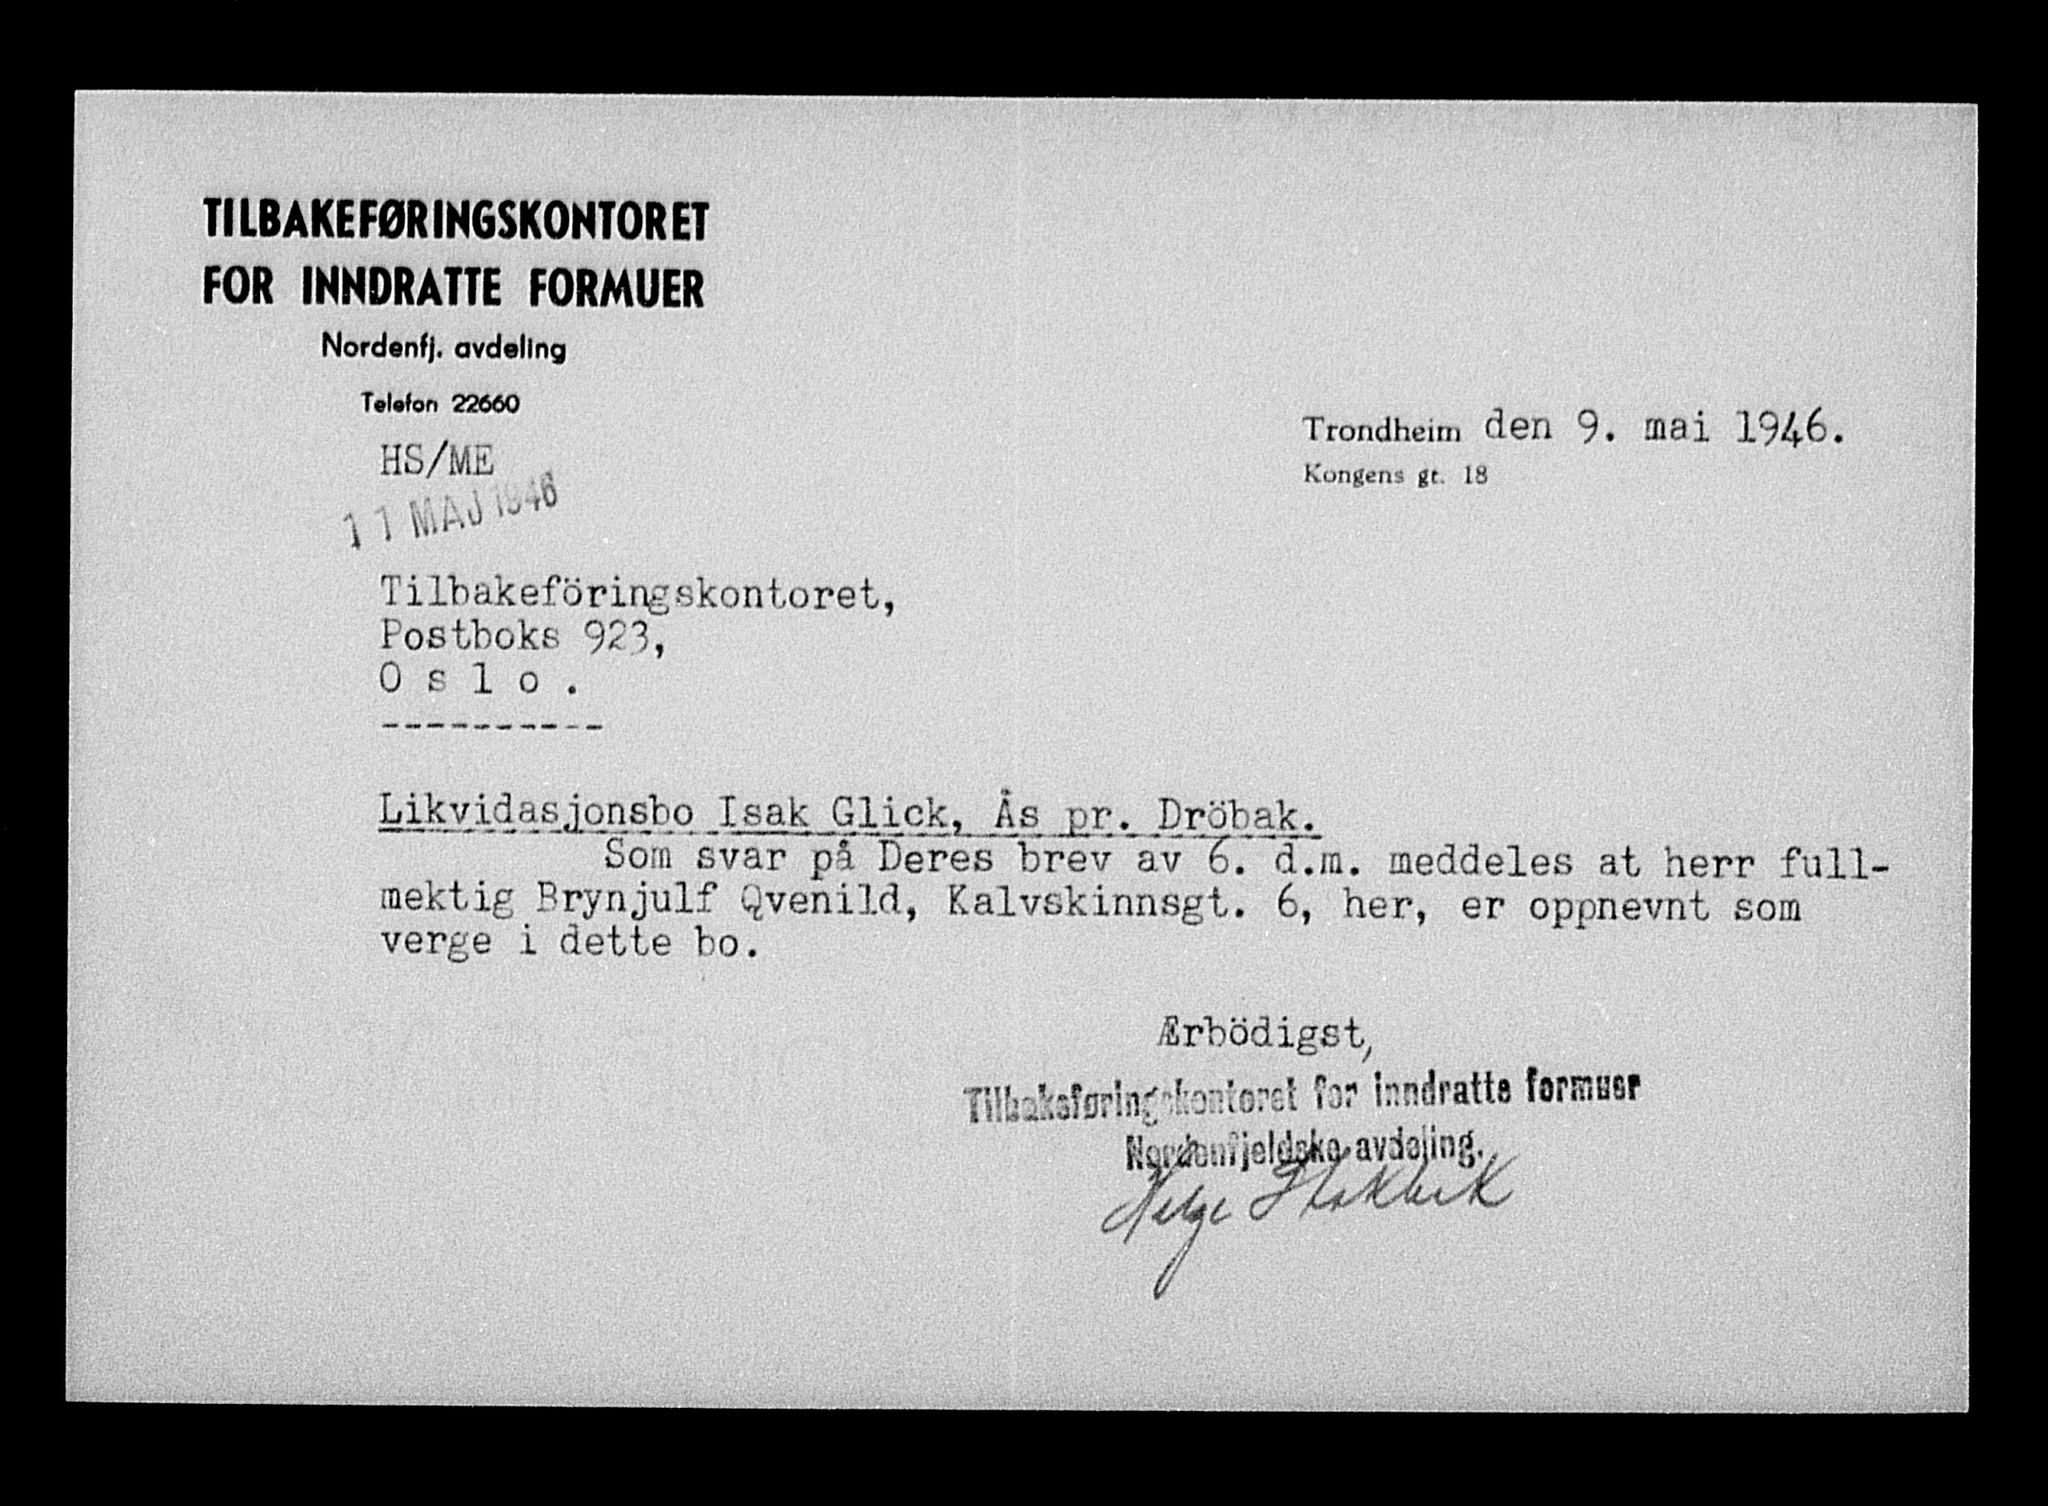 TILBAKEFØRINGSKONTORET
FOR INNDRATTE FORMUER
Nordenfj. avdeling
Telefon 22660
HS/ME
Trondheim den 9. mai 1946.
Kongens gt. 18
11 MAJ 1946
Tilbakeföringskontoret,
Postboks 923,
O s l o .
----------
Likvidasjonsbo Isak Glick, Ås pr. Dröbak.
Som svar på Deres brev av 6. d.m. meddeles at herr full-
mektig Brynjulf Qvenild, Kalvskinnsgt. 6, her, er oppnevnt som
verge i dette bo.
Ærbödigst,
Tilbakeføringskontoret for inndratte formuer
Nordenfjeldske avdeling.
Helge